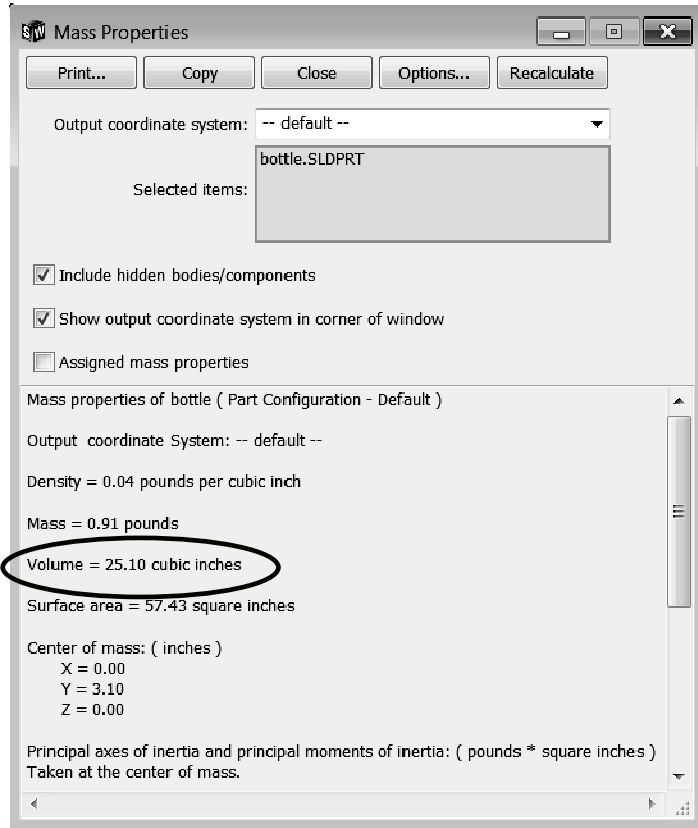 SW Mass Properties
Print... Copy Close Options... Recalculate
Output coordinate system: -- default --
bottle.SLDPRT
Selected items:
Include hidden bodies/components
Show output coordinate system in corner of window
Assigned mass properties
Mass properties of bottle ( Part Configuration - Default )
Output coordinate System: -- default --
Density = 0.04 pounds per cubic inch
Mass = 0.91 pounds
Volume = 25.10 cubic inches
Surface area = 57.43 square inches
Center of mass: ( inches )
X = 0.00
Y = 3.10
Z = 0.00
Principal axes of inertia and principal moments of inertia: ( pounds * square inches )
Taken at the center of mass.